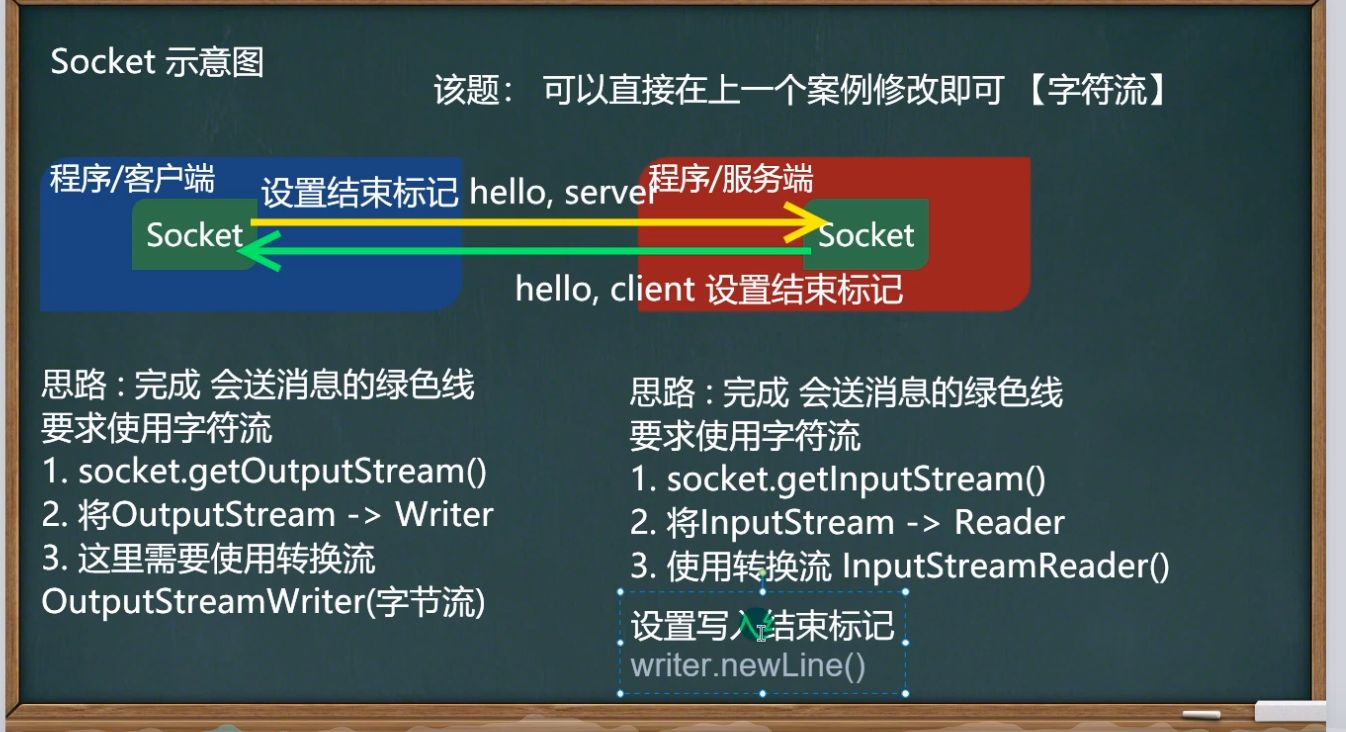 Socket 示意图
该题： 可以直接在上一个案例修改即可 【字符流】
程序/客户端
设置结束标记 hello, server
程序/服务端
Socket
Socket
hello, client 设置结束标记
思路 : 完成 会送消息的绿色线
要求使用字符流
1. socket.getOutputStream()
2. 将OutputStream -> Writer
3. 这里需要使用转换流
OutputStreamWriter(字节流)
思路 : 完成 会送消息的绿色线
要求使用字符流
1. socket.getInputStream()
2. 将InputStream -> Reader
3. 使用转换流 InputStreamReader()
设置写入结束标记
writer.newLine()